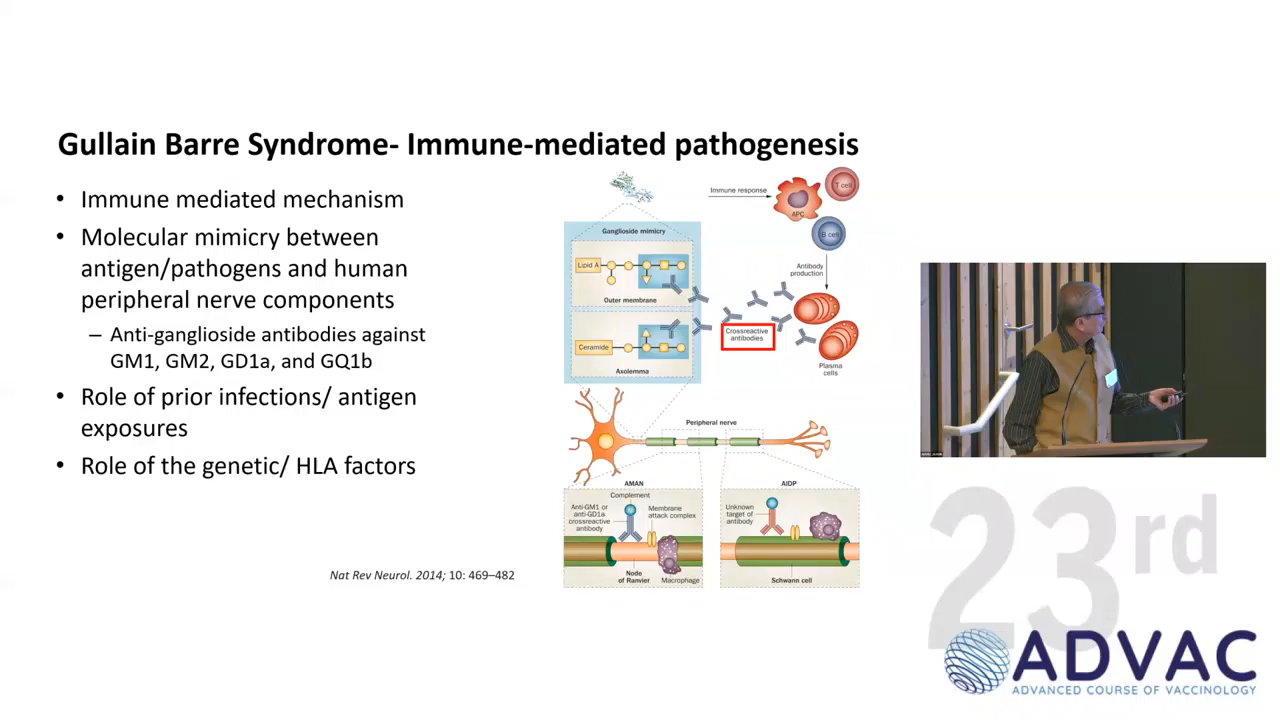 Gullain Barre Syndrome- Immune-mediated pathogenesis
• Immune mediated mechanism
• Molecular mimicry between
antigen/pathogens and human
peripheral nerve components
– Anti-ganglioside antibodies against
GM1, GM2, GD1a, and GQ1b
• Role of prior infections/ antigen
exposures
• Role of the genetic/ HLA factors
Nat Rev Neurol. 2014; 10: 469–482
Immune response
T cell
APC
B cell
Ganglioside mimicry
Lipid A
Outer membrane
Antibody
production
Crossreactive
antibodies
Ceramide
Axolemma
Plasma
cells
Peripheral nerve
AMAN
Complement
Anti-GM1 or
anti-GD1a
crossreactive
antibody
Membrane
attack complex
Node
of Ranvier
Macrophage
AIDP
Unknown
target of
antibody
Schwann cell
23rd
ADVAC
ADVANCED COURSE OF VACCINOLOGY